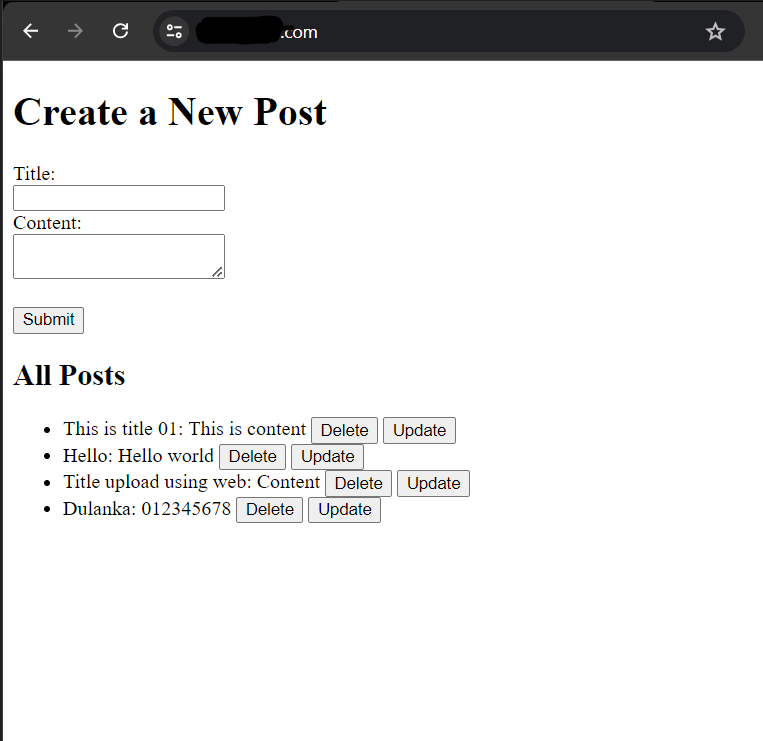 .com
Create a New Post
Title:
Content:
Submit
All Posts
This is title 01: This is content Delete Update
Hello: Hello world Delete Update
Title upload using web: Content Delete Update
Dulanka: 012345678 Delete Update